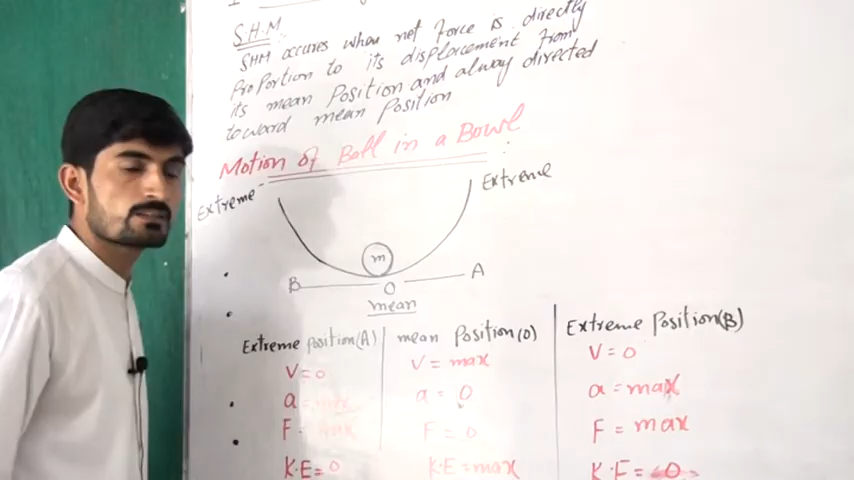 S.H.M
SHM accures when net force is directly
proportion to its displacement from
its mean Position and alway directed
toward mean Position
Motion of Ball in a Bowl
Extreme
Extreme
m
B
O
A
mean
Extreme position(A)
V=0
a = max
F = max
K.E=0
mean Position(O)
V = max
a = 0
F = 0
K.E=max
Extreme Position(B)
V=0
a = max
F = max
K.E=0